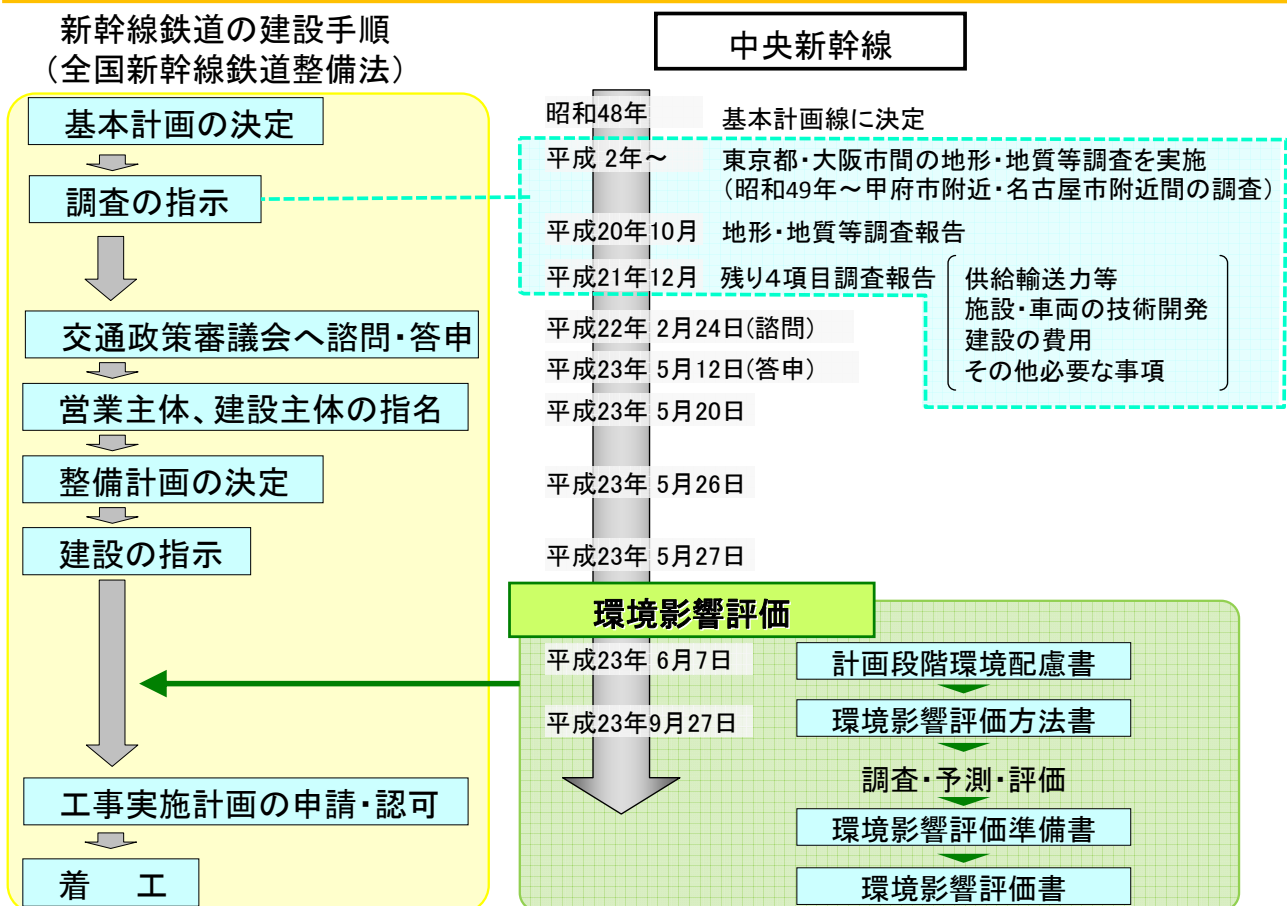 新幹線鉄道の建設手順
（全国新幹線鉄道整備法）
基本計画の決定
調査の指示
交通政策審議会へ諮問・答申
営業主体、建設主体の指名
整備計画の決定
建設の指示
工事実施計画の申請・認可
着　工
中央新幹線
昭和48年　基本計画線に決定
平成 2年～　東京都・大阪市間の地形・地質等調査を実施
（昭和49年～甲府市附近・名古屋市附近間の調査）
平成20年10月　地形・地質等調査報告
平成21年12月　残り４項目調査報告
供給輸送力等
施設・車両の技術開発
建設の費用
その他必要な事項
平成22年 2月24日(諮問)
平成23年 5月12日(答申)
平成23年 5月20日
平成23年 5月26日
平成23年 5月27日
環境影響評価
平成23年 6月7日　計画段階環境配慮書
平成23年9月27日　環境影響評価方法書
調査・予測・評価
環境影響評価準備書
環境影響評価書